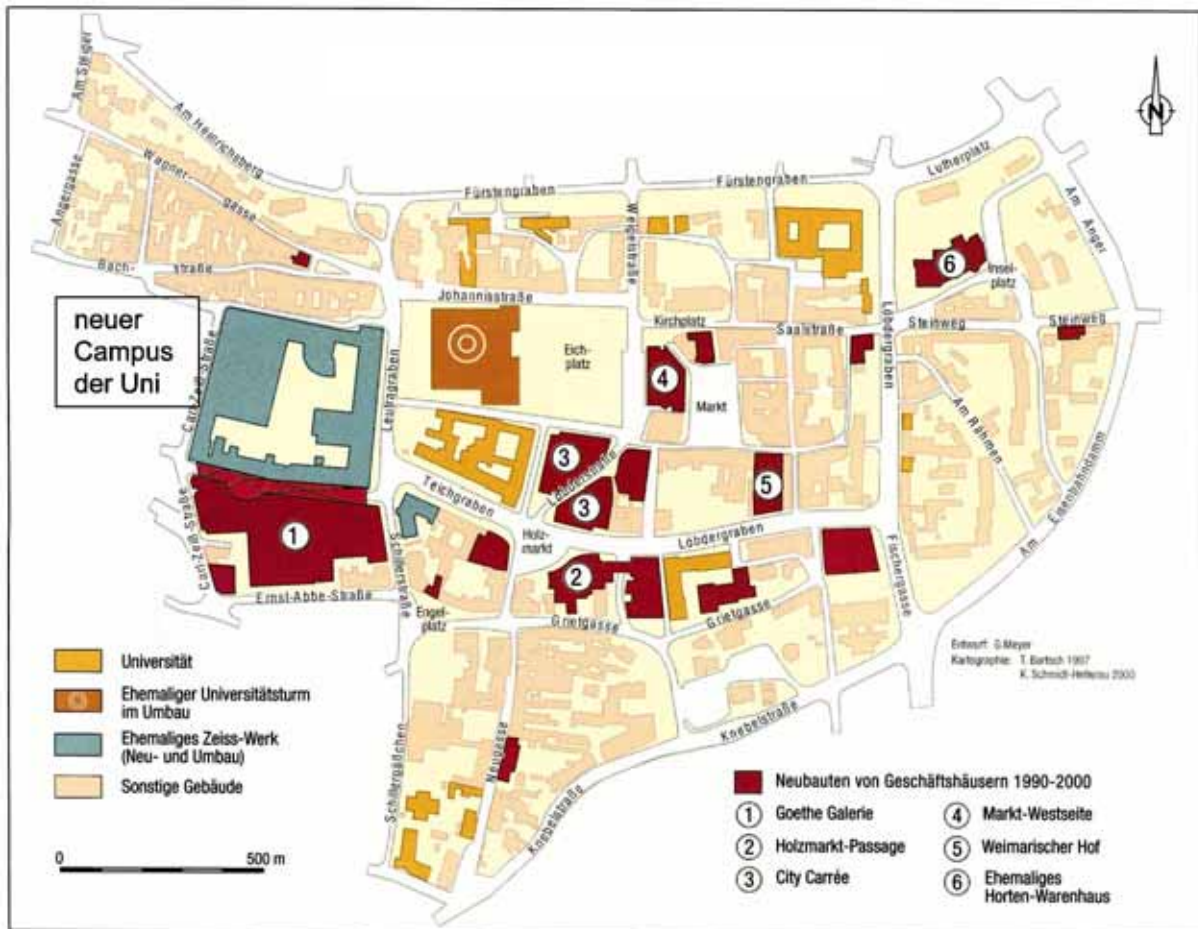 N
Am Steiger
Am Heinrichsberg
Angergasse
Wagner-
gasse
Bach-
straße
Fürstengraben
Fürstengraben
Lutherplatz
Am Anger
Weigelstraße
Johannisstraße
Kirchplatz
Saalstraße
Steinweg
Steinweg
Insel-
platz
6
neuer
Campus
der Uni
Carl-Zeiß-Straße
Leutragraben
Eich-
platz
4
Markt
Löbdergraben
Am Rähmen
Am Eisenbahndamm
3
Löbderstraße
3
5
Teichgraben
Holz-
markt
Löbdergraben
Carl-Zeiß-Straße
1
Schillerstraße
2
Fischergasse
Ernst-Abbe-Straße
Engel-
platz
Grietgasse
Grietgasse
Entwurf: G.Meyer
Kartographie: T. Bartsch 1997
K. Schmidt-Hellerau 2000
Knebelstraße
Schillergäßchen
Neugasse
Knebelstraße
Universität
Ehemaliger Universitätsturm
im Umbau
Ehemaliges Zeiss-Werk
(Neu- und Umbau)
Sonstige Gebäude
0 500 m
Neubauten von Geschäftshäusern 1990-2000
1 Goethe Galerie
2 Holzmarkt-Passage
3 City Carrée
4 Markt-Westseite
5 Weimarischer Hof
6 Ehemaliges
Horten-Warenhaus